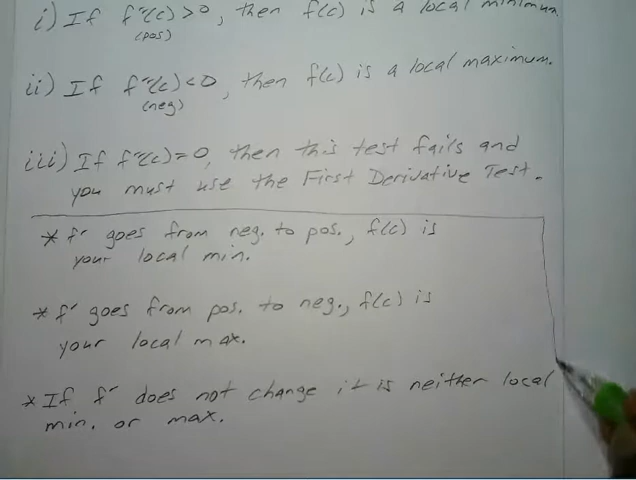 i) If f"(c) > 0, then f(c) is a local minimum.
(pos)
ii) If f"(c) < 0, then f(c) is a local maximum.
(neg)
iii) If f"(c) = 0, then this test fails and
you must use the First Derivative Test.
* f' goes from neg. to pos., f(c) is
your local min.
* f' goes from pos. to neg., f(c) is
your local max.
* If f' does not change it is neither local
min. or max.